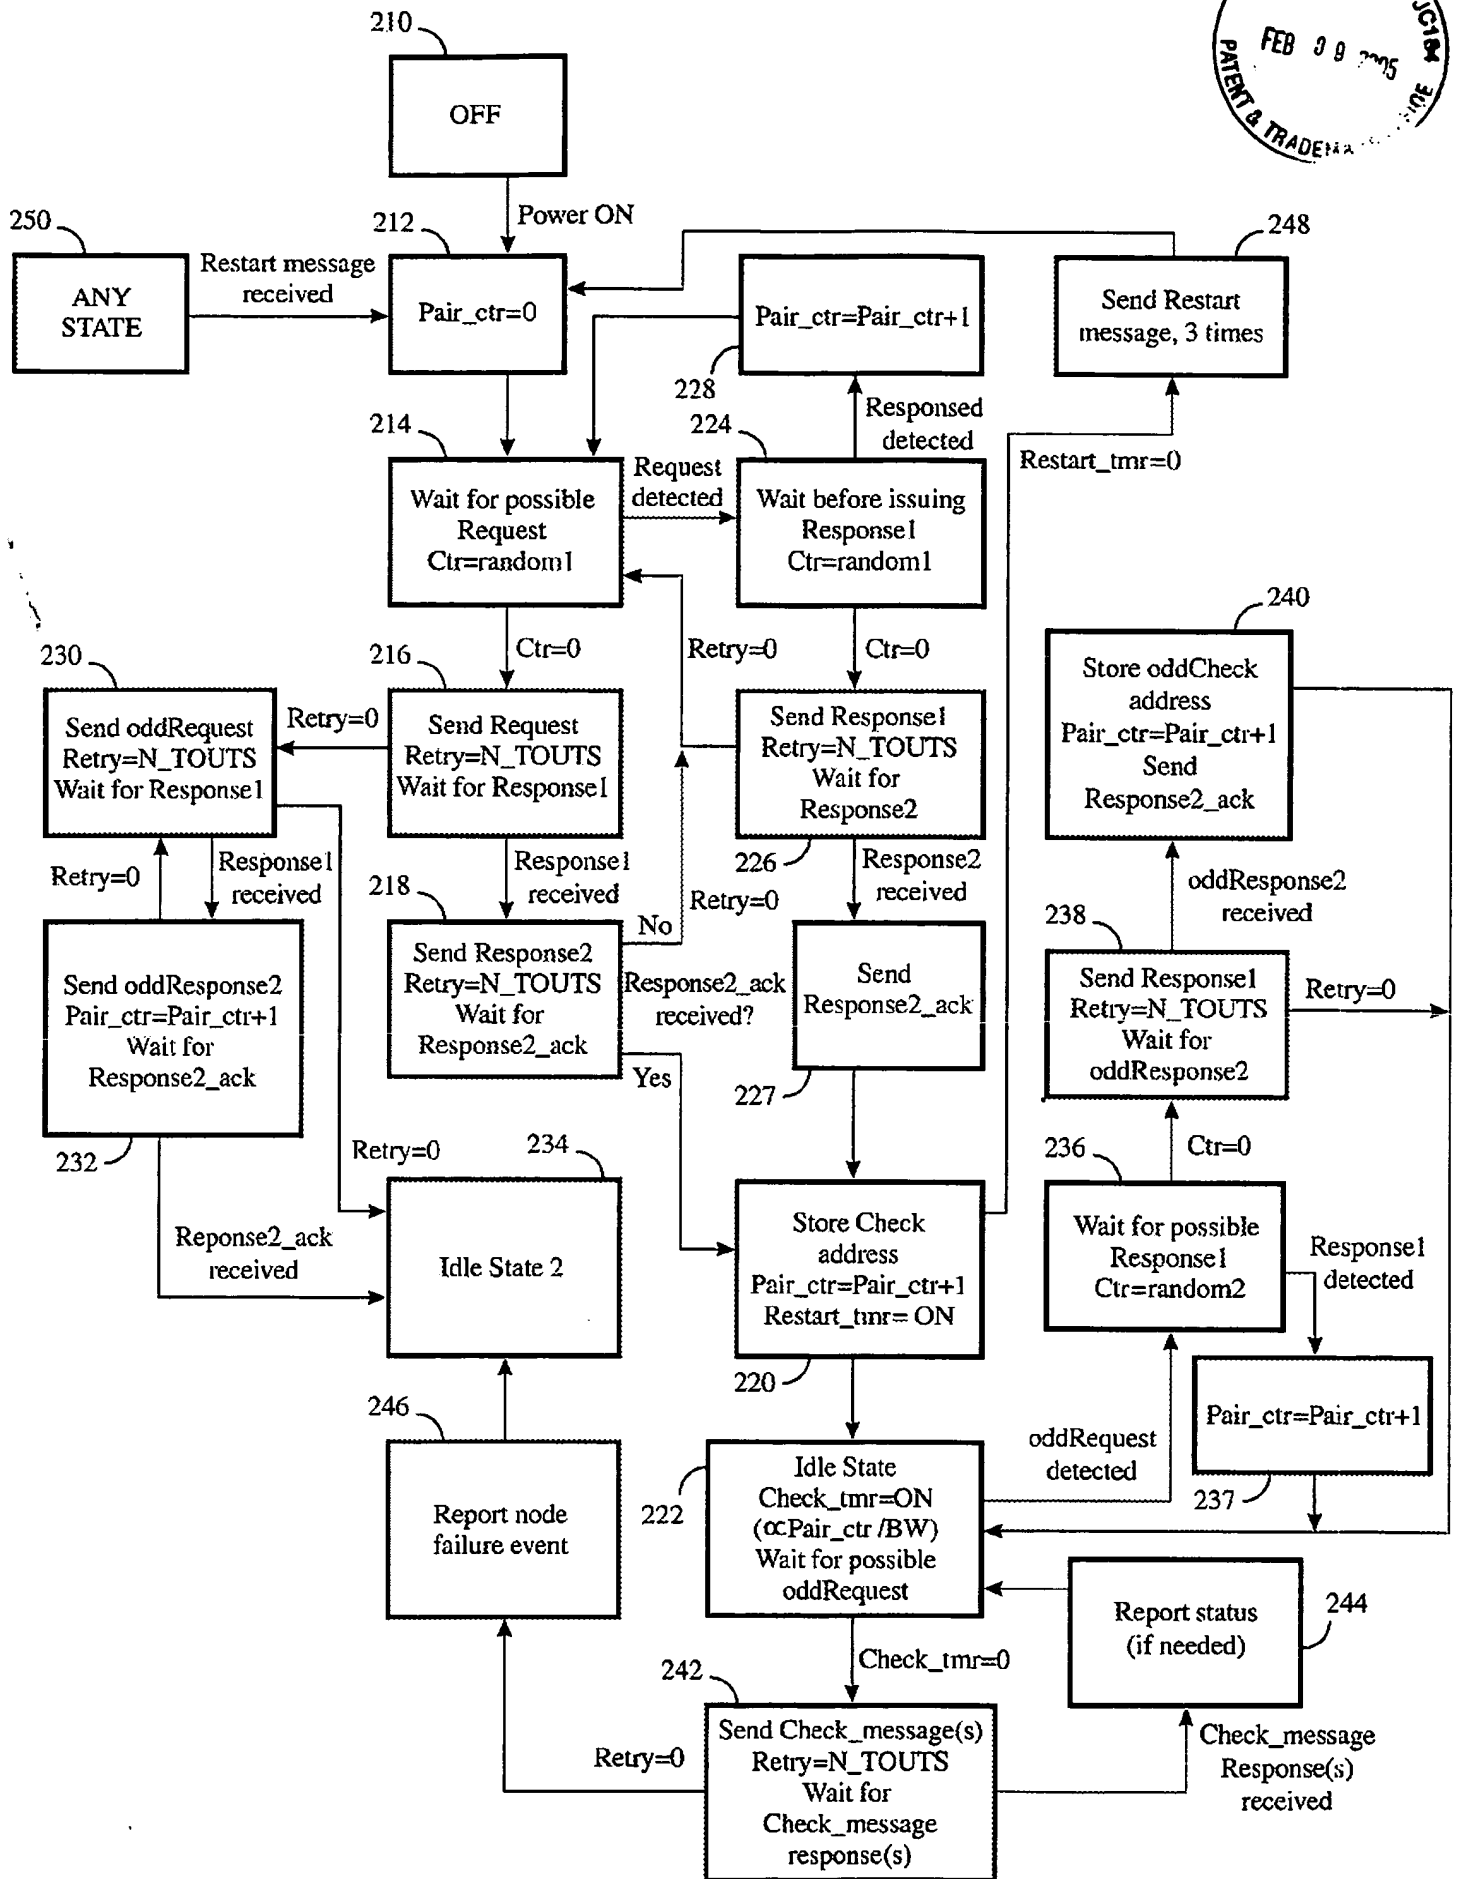 210
JC184
FEB 09
PATENT & TRADEM
OFF
250
Power ON
212
248
Restart message
received
ANY
STATE
Pair_ctr=0
Pair_ctr=Pair_ctr+1
Send Restart
message, 3 times
228
214
224
Responsed
detected
Restart_tmr=0
Request
detected
Wait for possible
Request
Ctr=random1
Wait before issuing
Response1
Ctr=random1
240
230
216
Ctr=0
Retry=0
Ctr=0
Store oddCheck
address
Pair_ctr=Pair_ctr+1
Send
Response2_ack
Send oddRequest
Retry=N_TOUTS
Wait for Response1
Retry=0
Send Request
Retry=N_TOUTS
Wait for Response1
Send Response1
Retry=N_TOUTS
Wait for
Response2
226
Retry=0
Response1
received
218
Response1
received
Retry=0
Response2
received
oddResponse2
received
238
No
Send oddResponse2
Pair_ctr=Pair_ctr+1
Wait for
Response2_ack
Send Response2
Retry=N_TOUTS
Wait for
Response2_ack
Response2_ack
received?
Send
Response2_ack
Send Response1
Retry=N_TOUTS
Wait for
oddResponse2
Retry=0
Yes
227
232
Retry=0
234
236
Ctr=0
Reponse2_ack
received
Idle State 2
Store Check
address
Pair_ctr=Pair_ctr+1
Restart_tmr= ON
Wait for possible
Response1
Ctr=random2
Response1
detected
220
246
Pair_ctr=Pair_ctr+1
237
oddRequest
detected
222
Idle State
Check_tmr=ON
(∝Pair_ctr /BW)
Wait for possible
oddRequest
Report node
failure event
Report status
(if needed)
244
Check_tmr=0
242
Retry=0
Send Check_message(s)
Retry=N_TOUTS
Wait for
Check_message
response(s)
Check_message
Response(s)
received